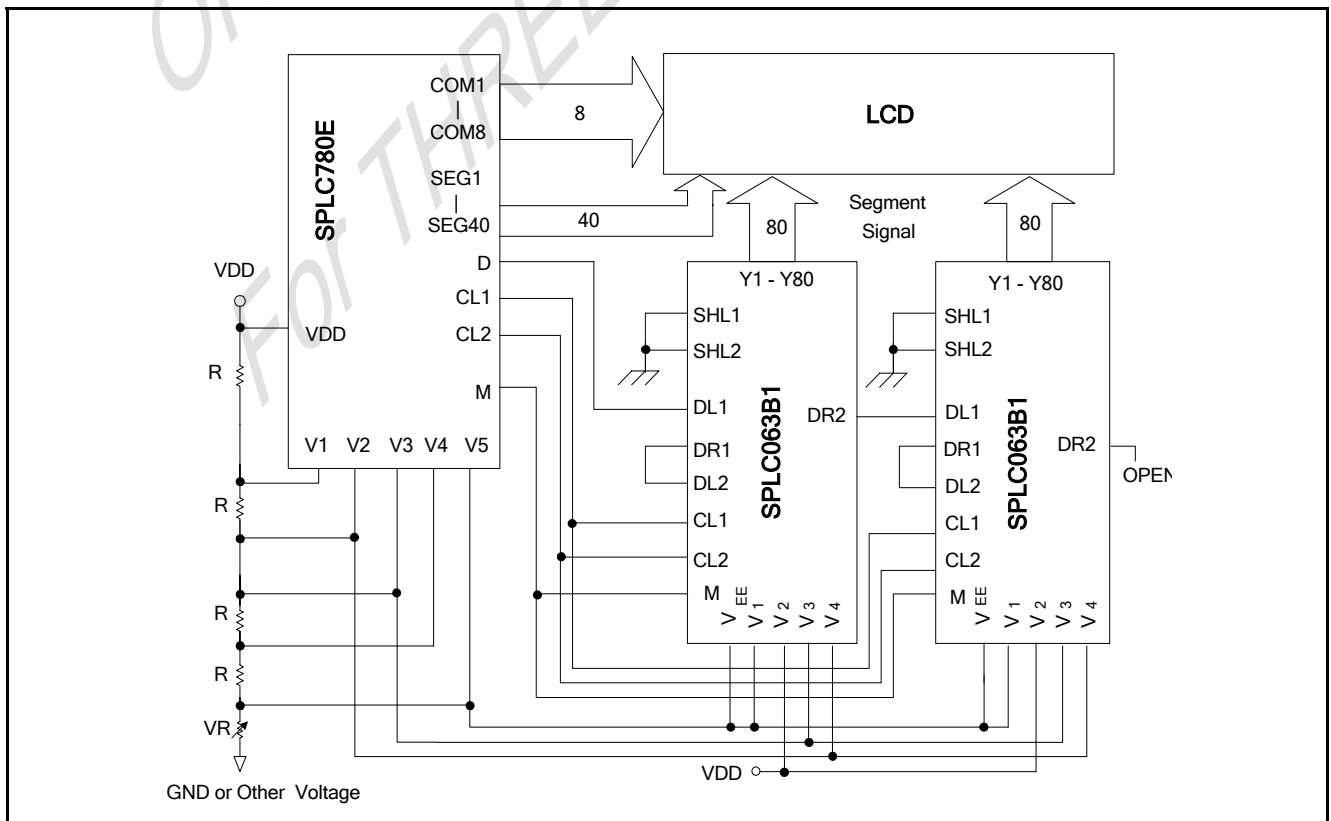 For THREE
SPLC780E
COM1
COM8
SEG1
SEG40
D
CL1
CL2
M
VDD
V1 V2 V3 V4 V5
8
40
LCD
Segment
Signal
80
80
VDD
R
R
R
R
VR
GND or Other Voltage
Y1 - Y80
SHL1
SHL2
DL1
DR1
DL2
CL1
CL2
M
DR2
SPLC063B1
VEE V1 V2 V3 V4
Y1 - Y80
SHL1
SHL2
DL1
DR1
DL2
CL1
CL2
M
DR2
OPEN
SPLC063B1
VEE V1 V2 V3 V4
VDD